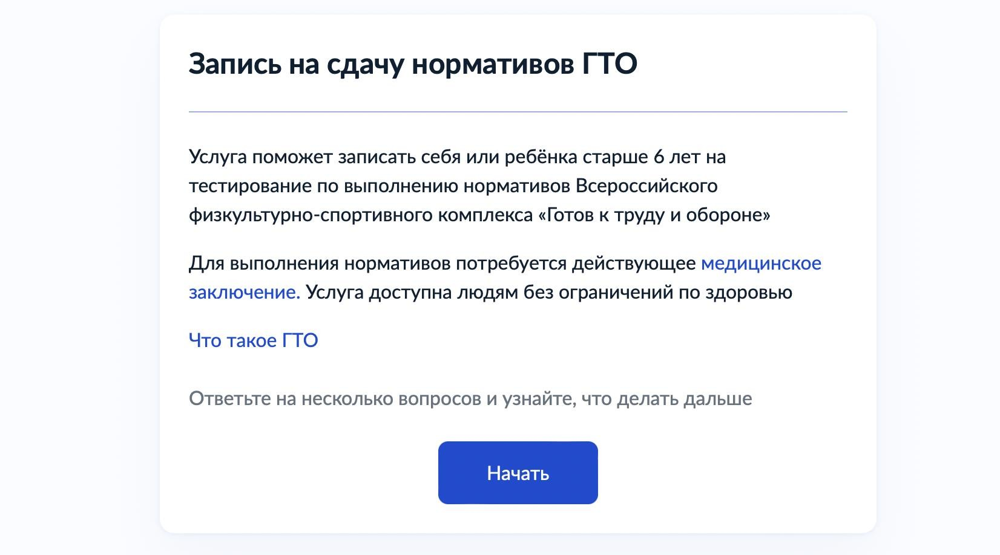 Запись на сдачу нормативов ГТО
Услуга поможет записать себя или ребёнка старше 6 лет на
тестирование по выполнению нормативов Всероссийского
физкультурно-спортивного комплекса «Готов к труду и обороне»
Для выполнения нормативов потребуется действующее медицинское
заключение. Услуга доступна людям без ограничений по здоровью
Что такое ГТО
Ответьте на несколько вопросов и узнайте, что делать дальше
Начать